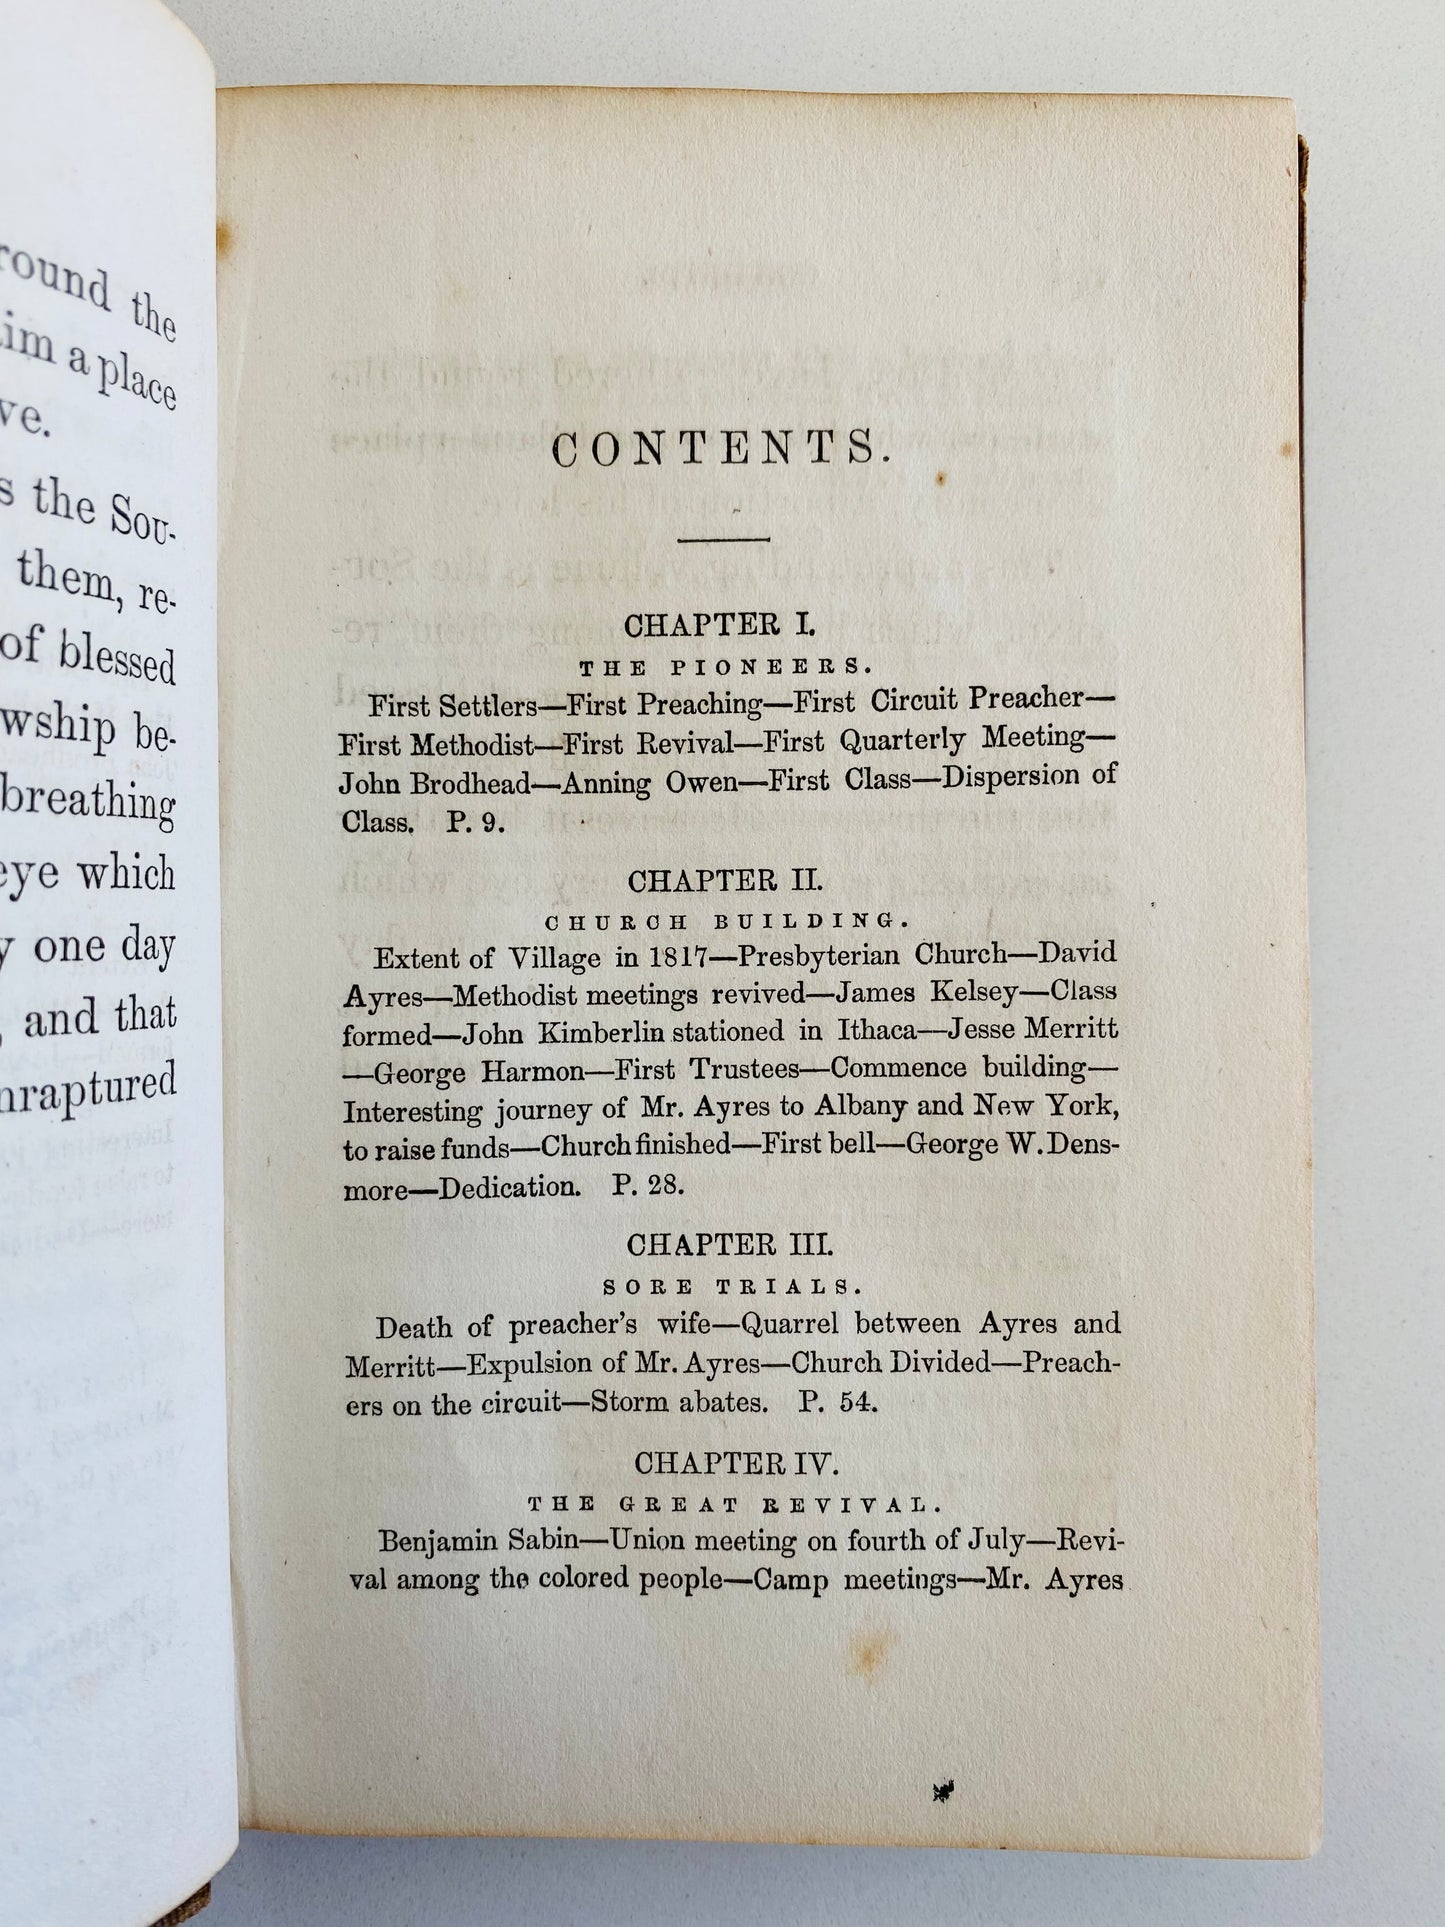 round the
im a place
ve.
s the Sou-
them, re-
of blessed
wship be-
breathing
eye which
y one day
, and that
nraptured
CONTENTS.
CHAPTER I.
THE PIONEERS.
First Settlers—First Preaching—First Circuit Preacher—
First Methodist—First Revival—First Quarterly Meeting—
John Brodhead—Anning Owen—First Class—Dispersion of
Class. P. 9.
CHAPTER II.
CHURCH BUILDING.
Extent of Village in 1817—Presbyterian Church—David
Ayres—Methodist meetings revived—James Kelsey—Class
formed—John Kimberlin stationed in Ithaca—Jesse Merritt
—George Harmon—First Trustees—Commence building—
Interesting journey of Mr. Ayres to Albany and New York,
to raise funds—Church finished—First bell—George W. Dens-
more—Dedication. P. 28.
CHAPTER III.
SORE TRIALS.
Death of preacher's wife—Quarrel between Ayres and
Merritt—Expulsion of Mr. Ayres—Church Divided—Preach-
ers on the circuit—Storm abates. P. 54.
CHAPTER IV.
THE GREAT REVIVAL.
Benjamin Sabin—Union meeting on fourth of July—Revi-
val among the colored people—Camp meetings—Mr. Ayres